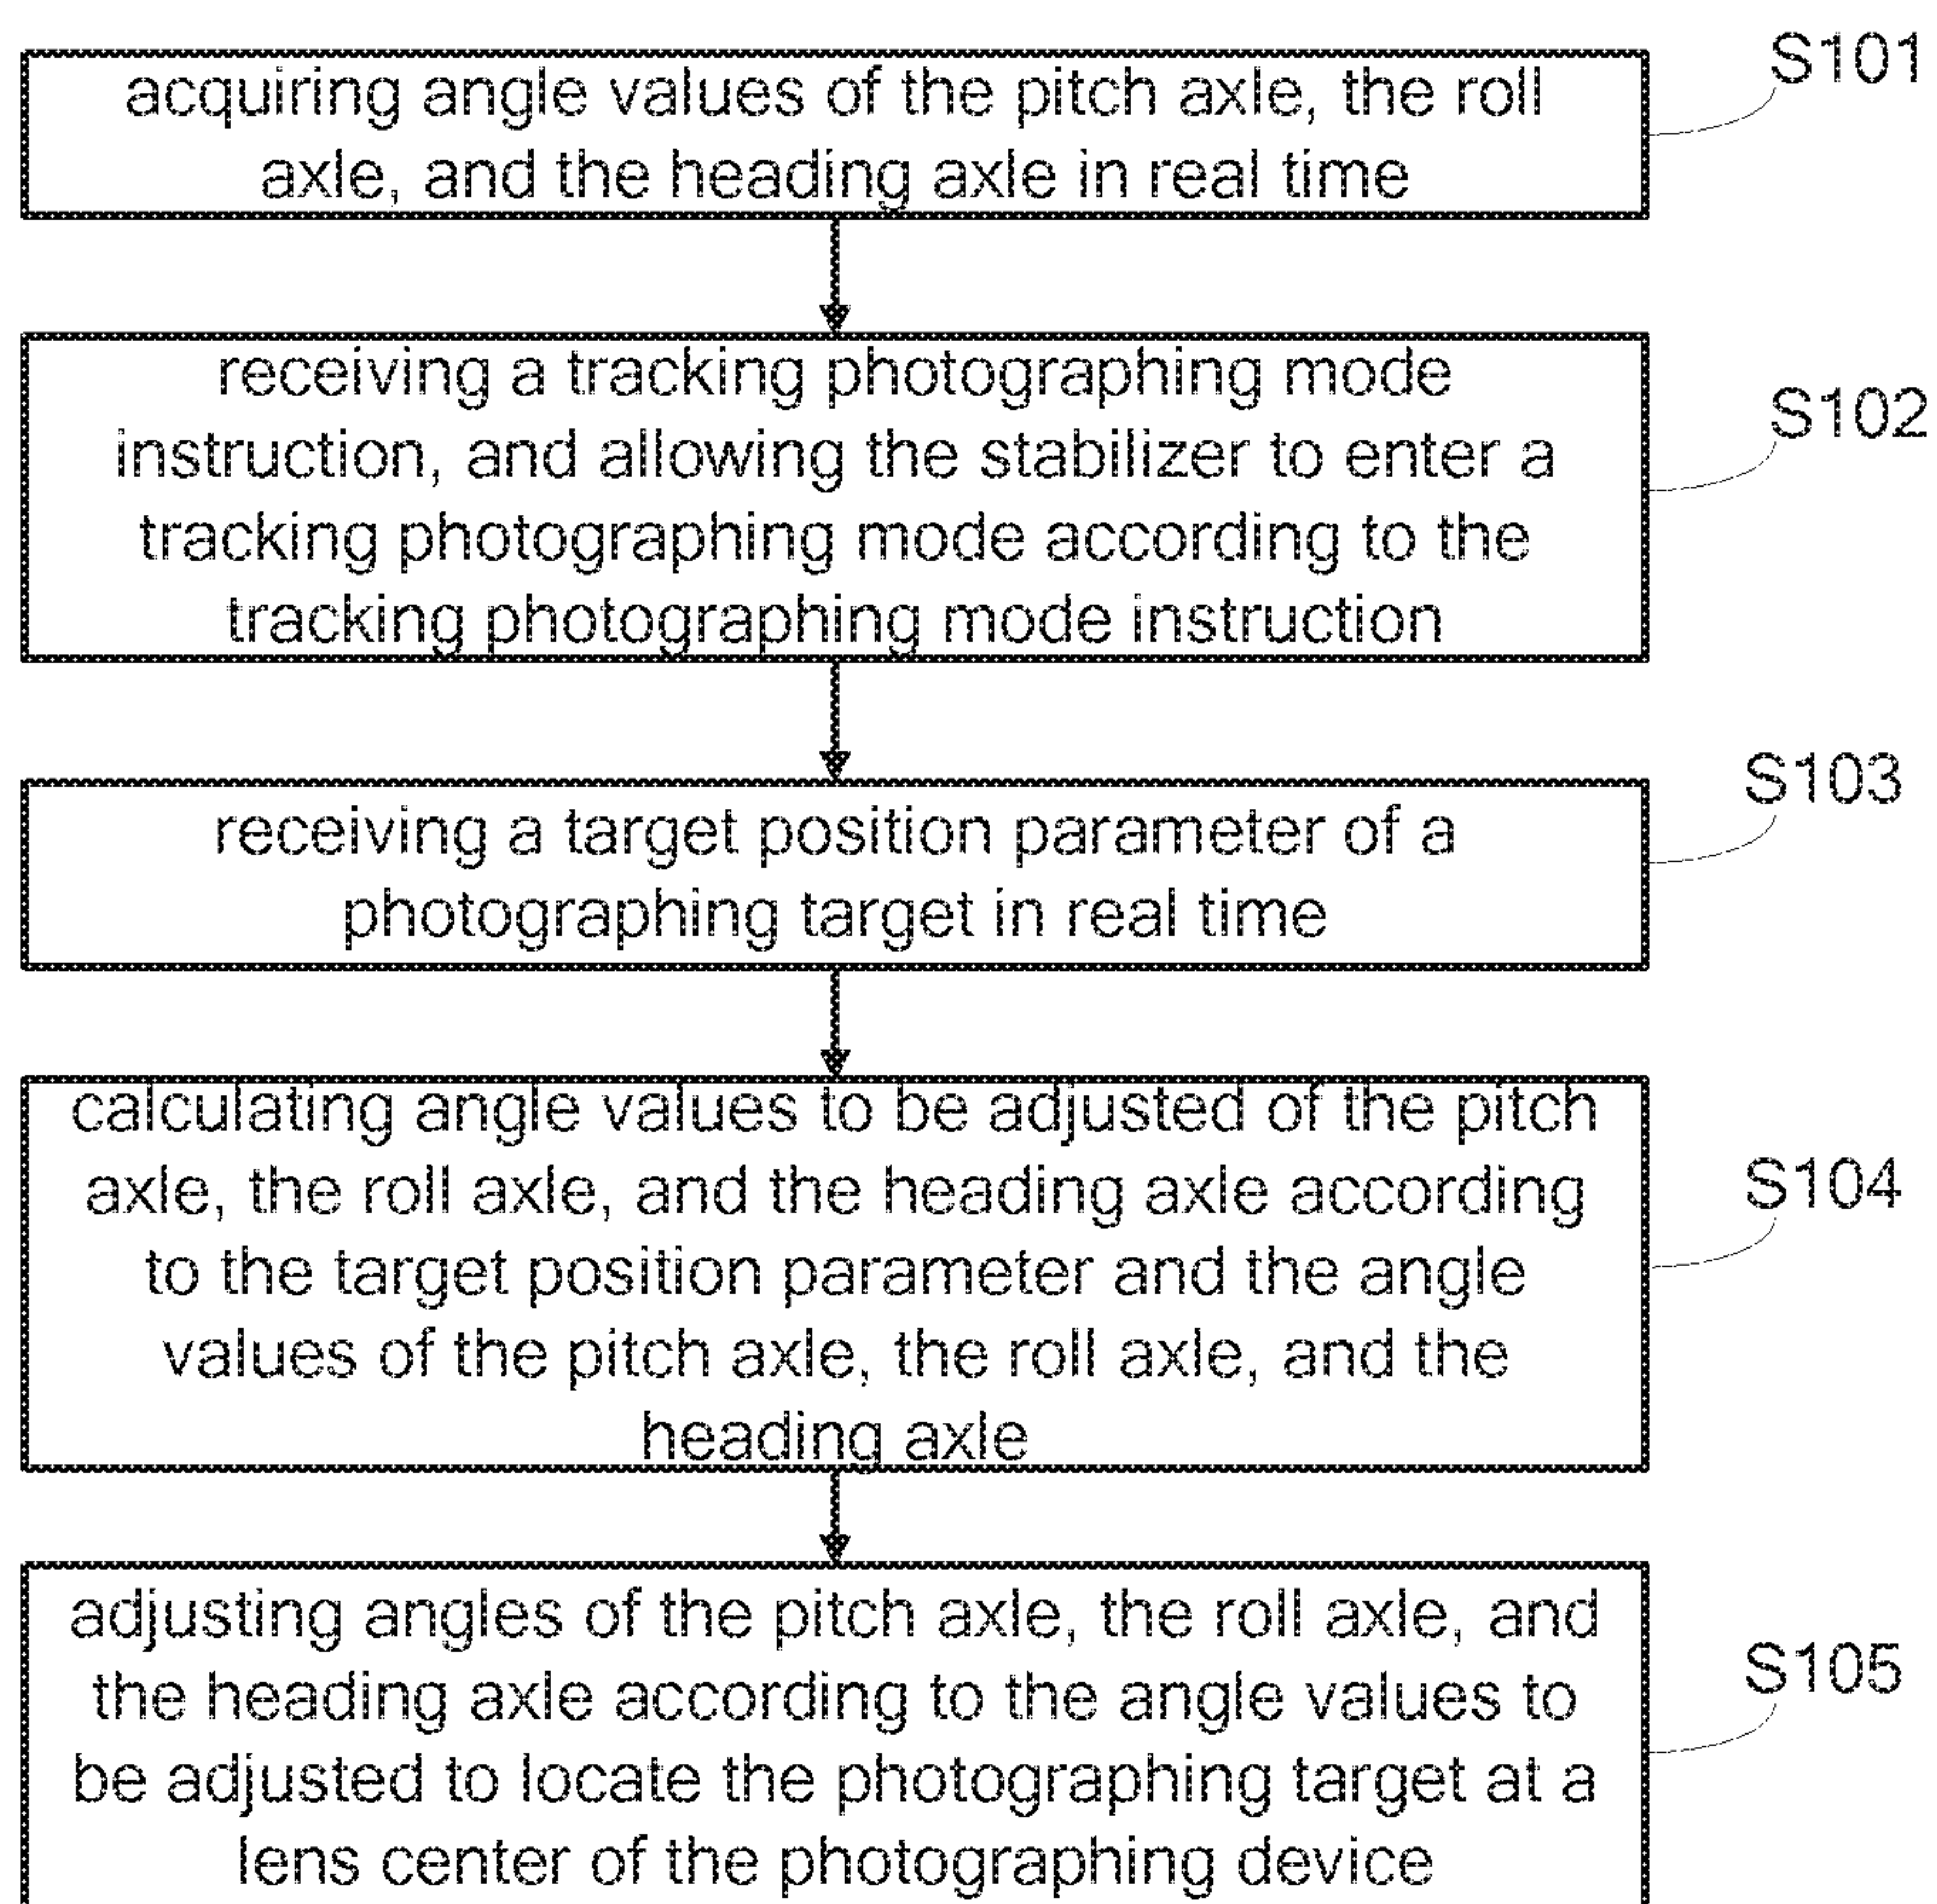 S101
acquiring angle values of the pitch axle, the roll
axle, and the heading axle in real time
S102
receiving a tracking photographing mode
instruction, and allowing the stabilizer to enter a
tracking photographing mode according to the
tracking photographing mode instruction
S103
receiving a target position parameter of a
photographing target in real time
S104
calculating angle values to be adjusted of the pitch
axle, the roll axle, and the heading axle according
to the target position parameter and the angle
values of the pitch axle, the roll axle, and the
heading axle
S105
adjusting angles of the pitch axle, the roll axle, and
the heading axle according to the angle values to
be adjusted to locate the photographing target at a
lens center of the photographing device